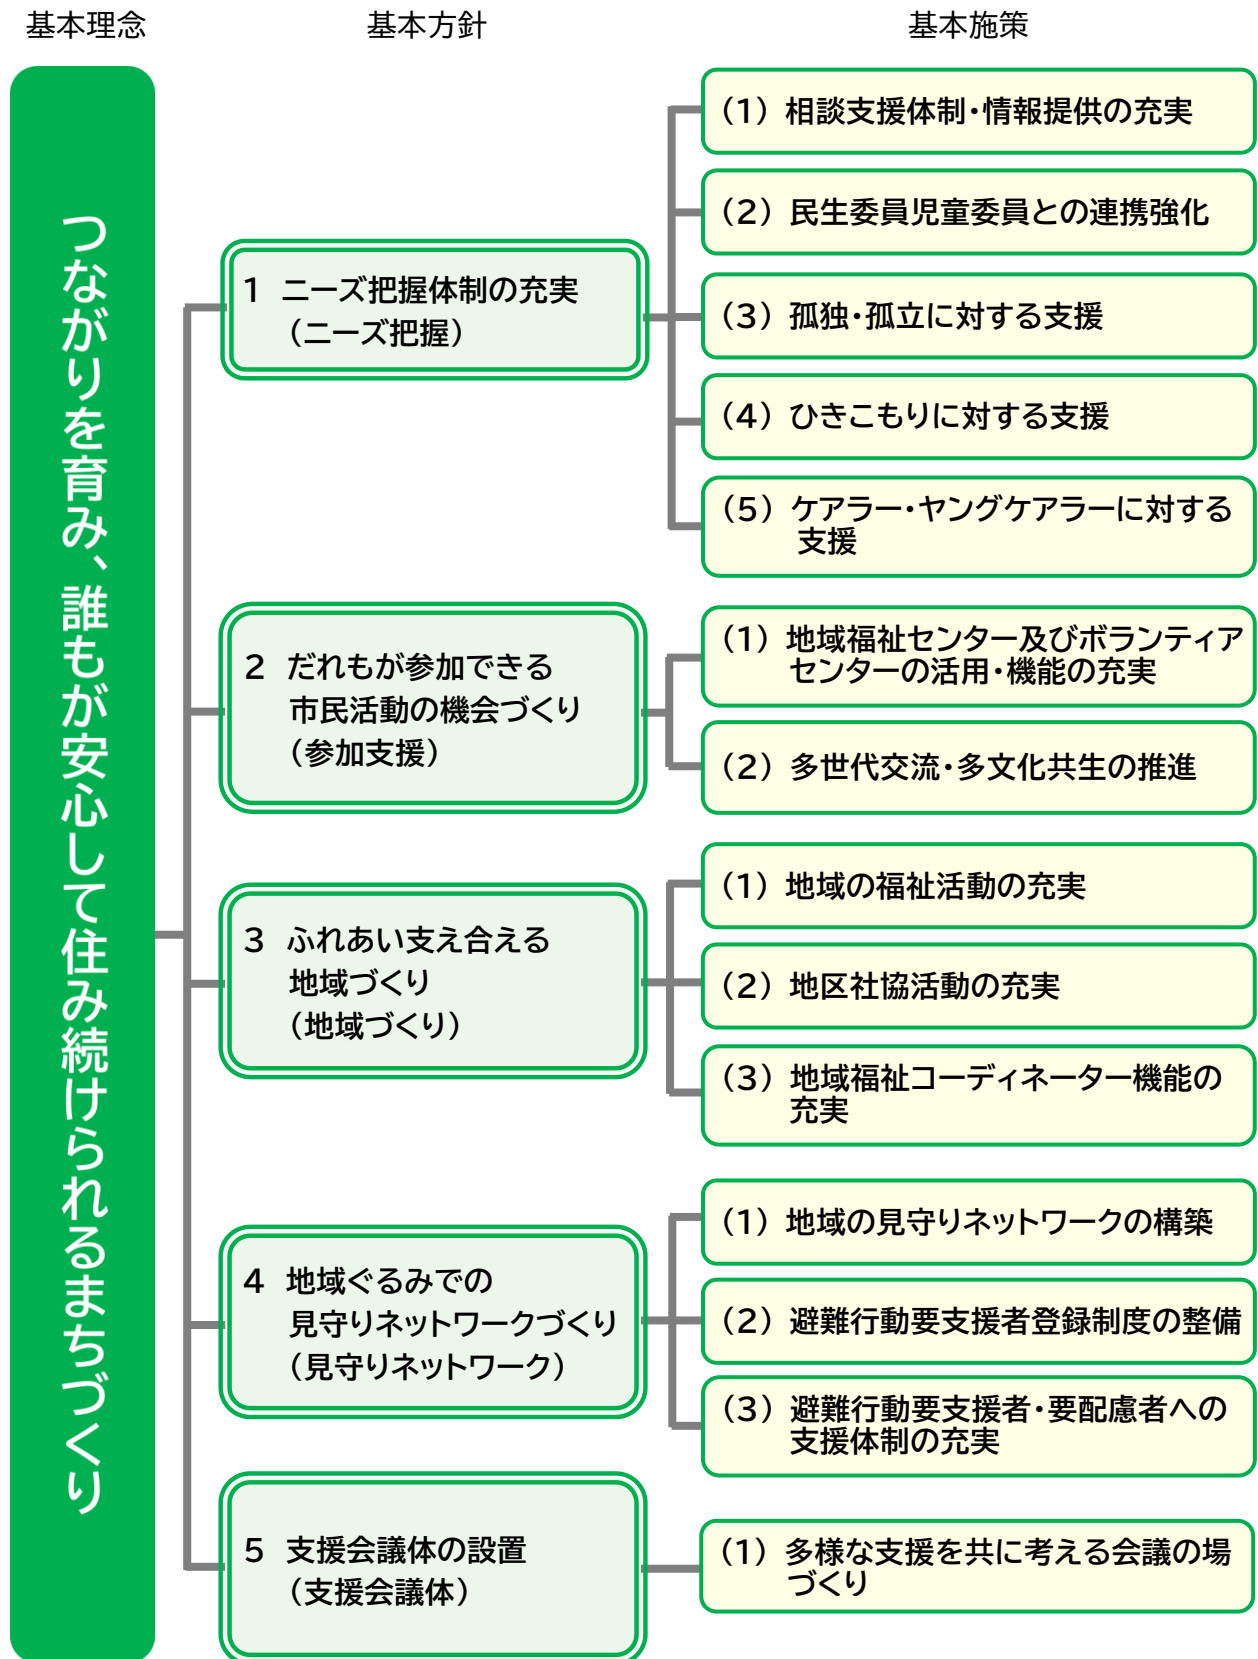 基本理念
基本方針
基本施策
つながりを育み、誰もが安心して住み続けられるまちづくり
1 ニーズ把握体制の充実
（ニーズ把握）
（1）相談支援体制・情報提供の充実
（2）民生委員児童委員との連携強化
（3）孤独・孤立に対する支援
（4）ひきこもりに対する支援
（5）ケアラー・ヤングケアラーに対する
支援
2 だれもが参加できる
市民活動の機会づくり
（参加支援）
（1）地域福祉センター及びボランティア
センターの活用・機能の充実
（2）多世代交流・多文化共生の推進
3 ふれあい支え合える
地域づくり
（地域づくり）
（1）地域の福祉活動の充実
（2）地区社協活動の充実
（3）地域福祉コーディネーター機能の
充実
4 地域ぐるみでの
見守りネットワークづくり
（見守りネットワーク）
（1）地域の見守りネットワークの構築
（2）避難行動要支援者登録制度の整備
（3）避難行動要支援者・要配慮者への
支援体制の充実
5 支援会議体の設置
（支援会議体）
（1）多様な支援を共に考える会議の場
づくり